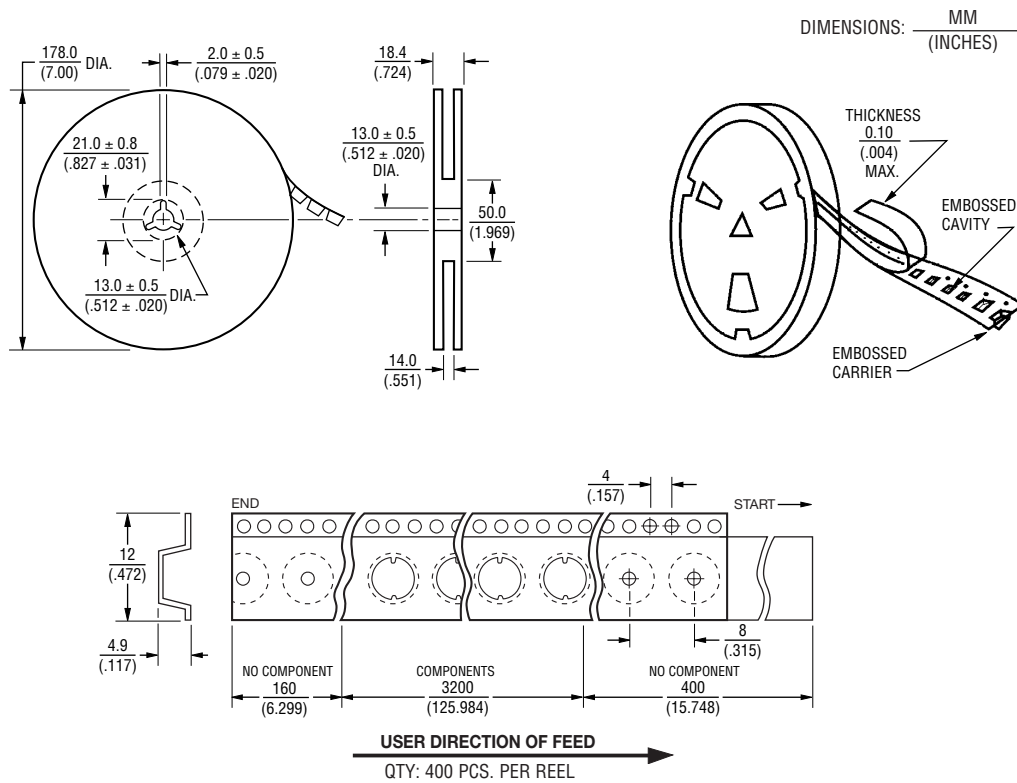 DIMENSIONS: MM
(INCHES)
178.0
(7.00) DIA.
2.0 ± 0.5
(.079 ± .020)
18.4
(.724)
21.0 ± 0.8
(.827 ± .031)
13.0 ± 0.5
(.512 ± .020)
DIA.
50.0
(1.969)
13.0 ± 0.5
(.512 ± .020) DIA.
14.0
(.551)
THICKNESS
0.10
(.004)
MAX.
EMBOSSED
CAVITY
EMBOSSED
CARRIER
4
(.157)
END
START
12
(.472)
4.9
(.117)
8
(.315)
NO COMPONENT
160
(6.299)
COMPONENTS
3200
(125.984)
NO COMPONENT
400
(15.748)
USER DIRECTION OF FEED
QTY: 400 PCS. PER REEL